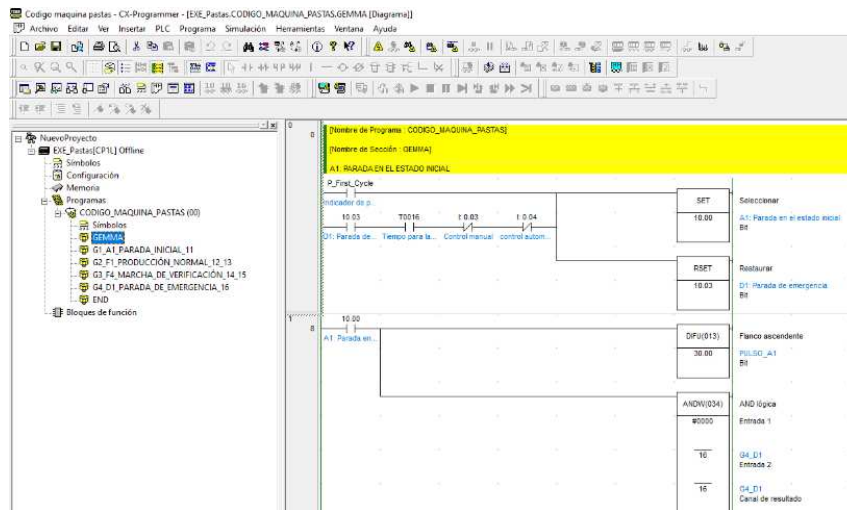 Codigo maquina pastas - CX-Programmer - [EXE_Pastas.CODIGO_MAQUINA_PASTAS.GEMMA [Diagrama]]
Archivo Editar Ver Insertar PLC Programa Simulación Herramientas Ventana Ayuda
NuevoProyecto
EXE_Pastas[CP1L] Offline
Símbolos
Configuración
Memoria
Programas
CODIGO_MAQUINA_PASTAS (00)
Símbolos
GEMMA
G1_A1_PARADA_INICIAL_11
G2_F1_PRODUCCIÓN_NORMAL_12_13
G3_F4_MARCHA_DE_VERIFICACIÓN_14_15
G4_D1_PARADA_DE_EMERGENCIA_16
END
Bloques de función
0
0
[Nombre de Programa : CODIGO_MAQUINA_PASTAS]
[Nombre de Sección : GEMMA]
A1: PARADA EN EL ESTADO INICIAL
P_First_Cycle
Indicador de p...
10.03 T0016 I: 0.03 I: 0.04
D1: Parada de... Tiempo para la... Control manual control autom...
SET Seleccionar
10.00 A1: Parada en el estado inicial
Bit
RSET Restaurar
10.03 D1: Parada de emergencia
Bit
1
8
10.00
A1: Parada en...
DIFU(013) Flanco ascendente
30.00 PULSO_A1
Bit
ANDW(034) AND lógica
#0000 Entrada 1
16 G4_D1
Entrada 2
16 G4_D1
Canal de resultado